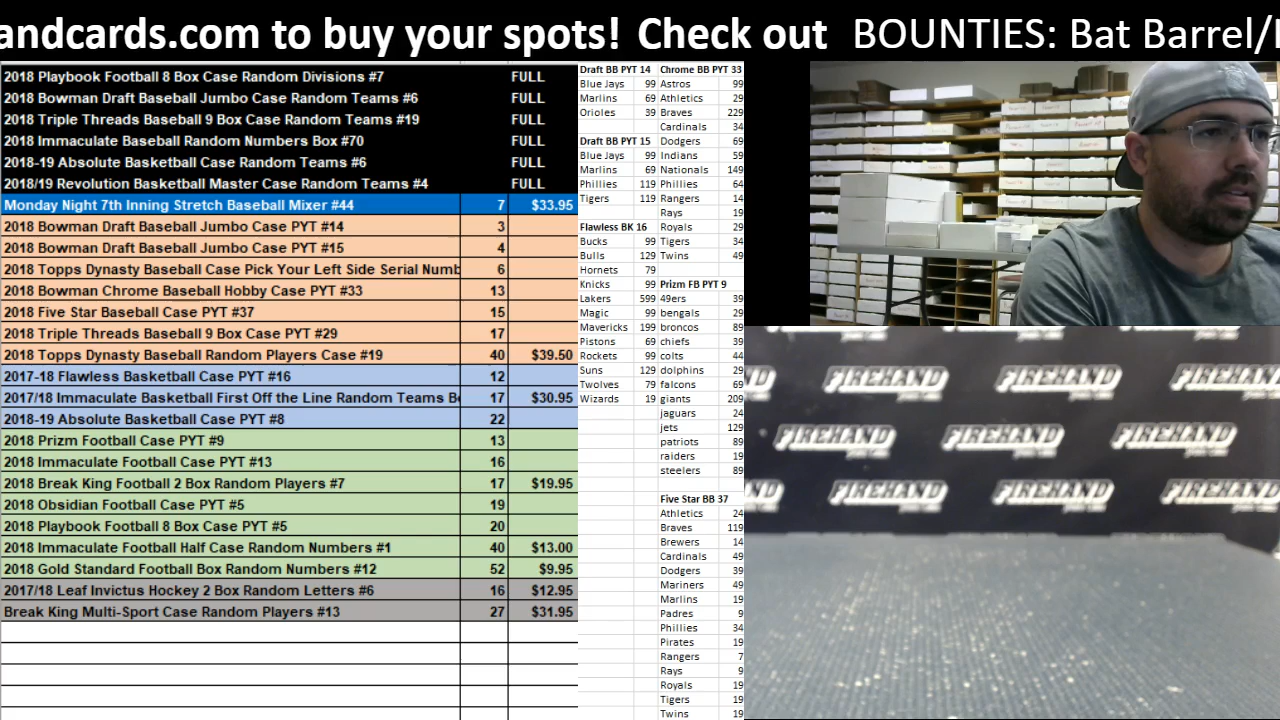 andcards.com to buy your spots! Check out BOUNTIES: Bat Barrel/
2018 Playbook Football 8 Box Case Random Divisions #7 FULL
2018 Bowman Draft Baseball Jumbo Case Random Teams #6 FULL
2018 Triple Threads Baseball 9 Box Case Random Teams #19 FULL
2018 Immaculate Baseball Random Numbers Box #70 FULL
2018-19 Absolute Basketball Case Random Teams #6 FULL
2018/19 Revolution Basketball Master Case Random Teams #4 FULL
Monday Night 7th Inning Stretch Baseball Mixer #44 7 $33.95
2018 Bowman Draft Baseball Jumbo Case PYT #14 3
2018 Bowman Draft Baseball Jumbo Case PYT #15 4
2018 Topps Dynasty Baseball Case Pick Your Left Side Serial Numb 6
2018 Bowman Chrome Baseball Hobby Case PYT #33 13
2018 Five Star Baseball Case PYT #37 15
2018 Triple Threads Baseball 9 Box Case PYT #29 17
2018 Topps Dynasty Baseball Random Players Case #19 40 $39.50
2017-18 Flawless Basketball Case PYT #16 12
2017/18 Immaculate Basketball First Off the Line Random Teams Bo 17 $30.95
2018-19 Absolute Basketball Case PYT #8 22
2018 Prizm Football Case PYT #9 13
2018 Immaculate Football Case PYT #13 16
2018 Break King Football 2 Box Random Players #7 17 $19.95
2018 Obsidian Football Case PYT #5 19
2018 Playbook Football 8 Box Case PYT #5 20
2018 Immaculate Football Half Case Random Numbers #1 40 $13.00
2018 Gold Standard Football Box Random Numbers #12 52 $9.95
2017/18 Leaf Invictus Hockey 2 Box Random Letters #6 16 $12.95
Break King Multi-Sport Case Random Players #13 27 $31.95
Draft BB PYT 14
Blue Jays 99
Marlins 69
Orioles 39
Draft BB PYT 15
Blue Jays 99
Marlins 69
Phillies 119
Tigers 119
Flawless BK 16
Bucks 99
Bulls 129
Hornets 79
Knicks 99
Lakers 599
Magic 99
Mavericks 199
Pistons 69
Rockets 99
Suns 129
Twolves 79
Wizards 19
Chrome BB PYT 33
Astros 99
Athletics 29
Braves 229
Cardinals 34
Dodgers 69
Indians 59
Nationals 149
Phillies 64
Rangers 14
Rays 19
Royals 29
Tigers 34
Twins 49
Prizm FB PYT 9
49ers 39
bengals 29
broncos 89
chiefs 39
colts 44
dolphins 29
falcons 69
giants 209
jaguars 24
jets 129
patriots 89
raiders 19
steelers 89
Five Star BB 37
Athletics 24
Braves 119
Brewers 14
Cardinals 49
Dodgers 39
Mariners 49
Marlins 19
Padres 9
Phillies 34
Pirates 19
Rangers 7
Rays 9
Royals 19
Tigers 19
Twins 19
FIREHAND FIREHAND FIREHAND
FIREHAND FIREHAND FIREHAND
FIREHAND FIREHAND FIREHAND